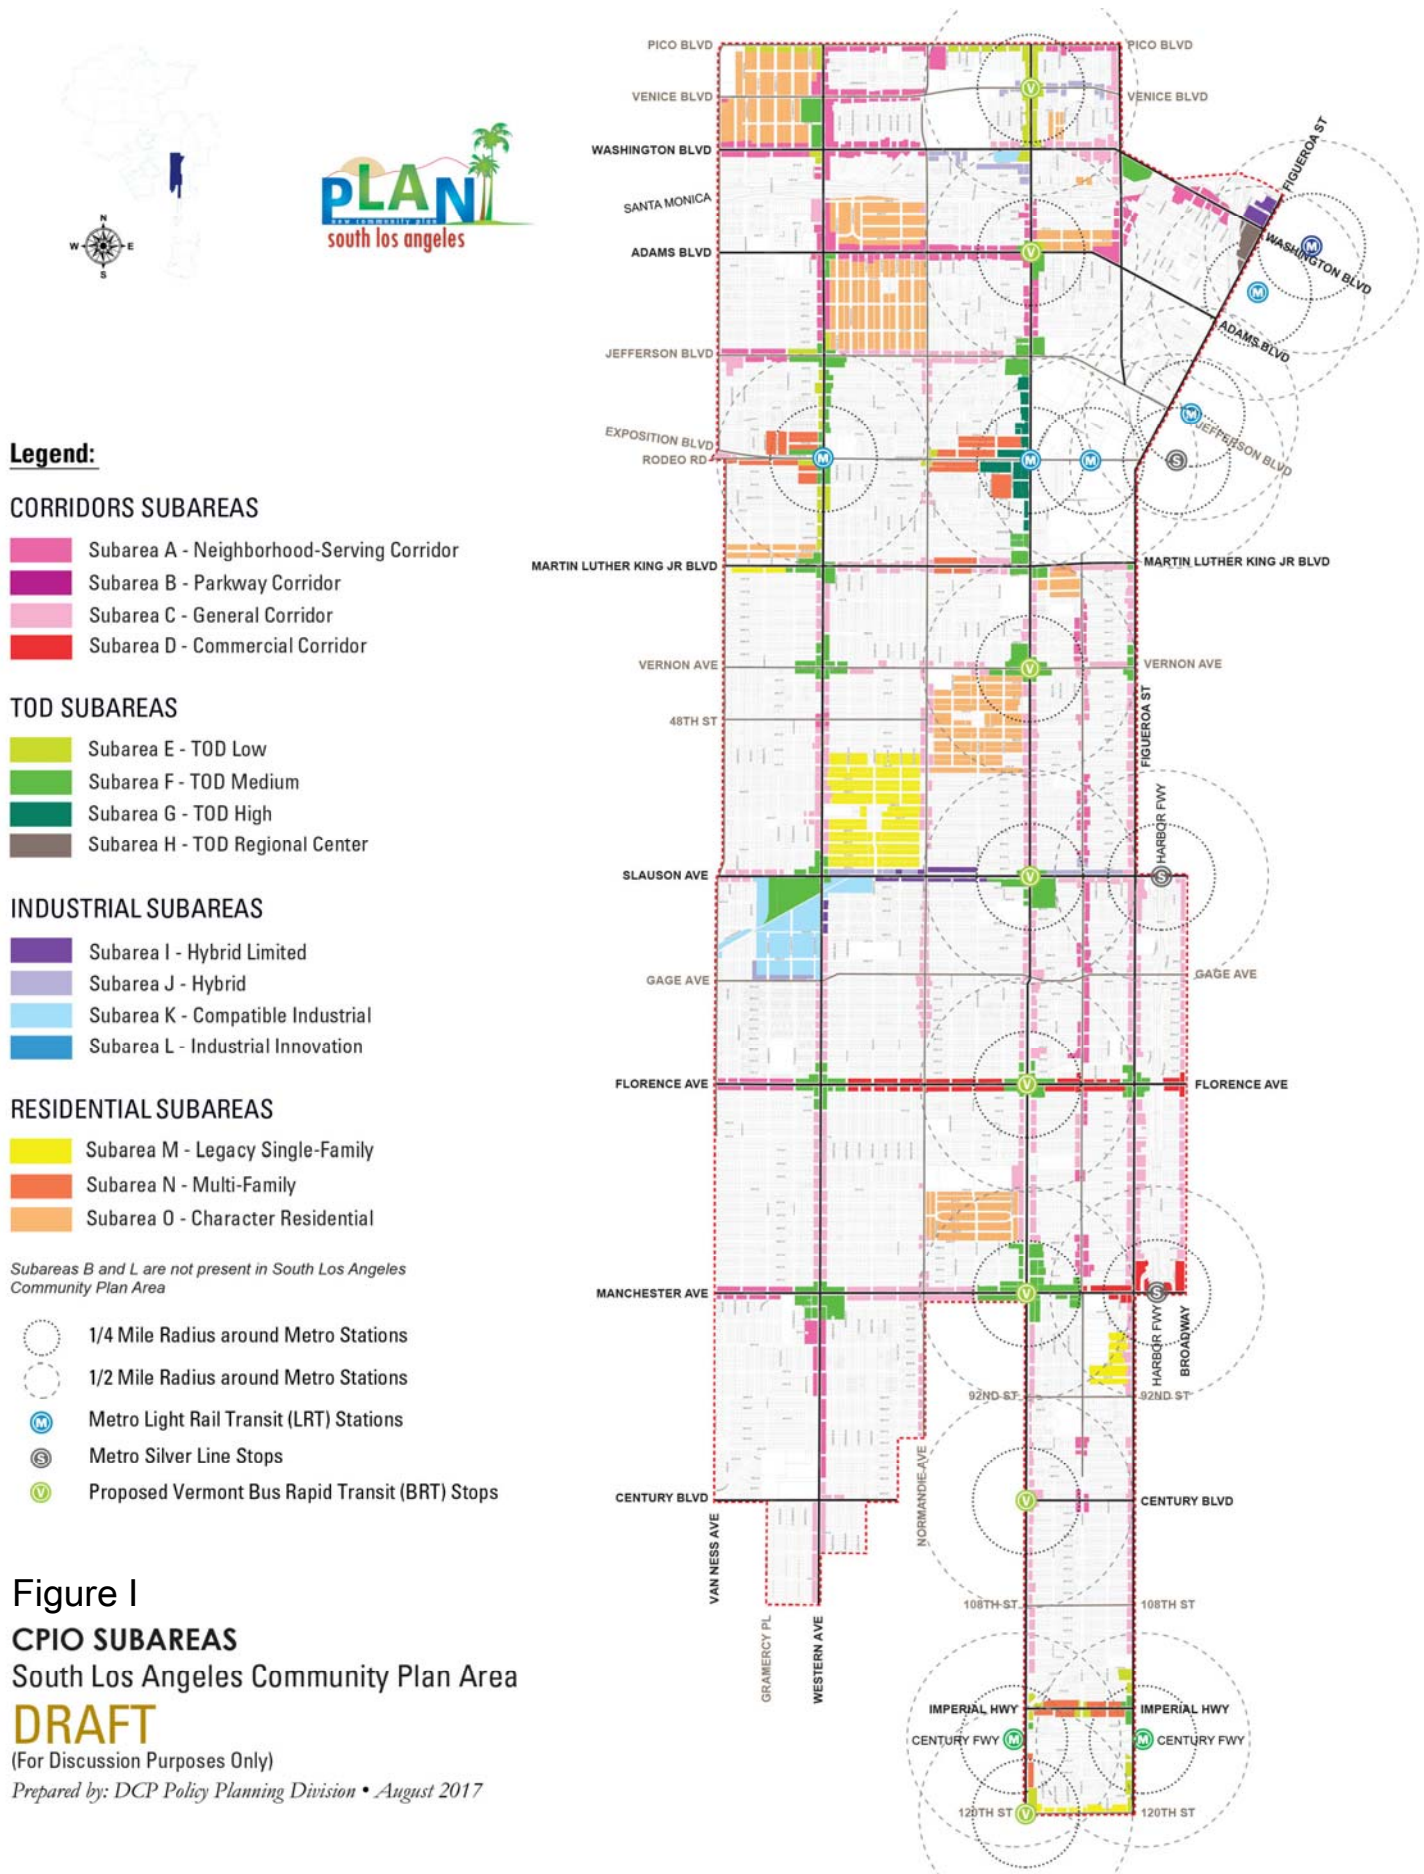 N
W
E
S
PLAN
new community plan
south los angeles
Legend:
CORRIDORS SUBAREAS
Subarea A - Neighborhood-Serving Corridor
Subarea B - Parkway Corridor
Subarea C - General Corridor
Subarea D - Commercial Corridor
TOD SUBAREAS
Subarea E - TOD Low
Subarea F - TOD Medium
Subarea G - TOD High
Subarea H - TOD Regional Center
INDUSTRIAL SUBAREAS
Subarea I - Hybrid Limited
Subarea J - Hybrid
Subarea K - Compatible Industrial
Subarea L - Industrial Innovation
RESIDENTIAL SUBAREAS
Subarea M - Legacy Single-Family
Subarea N - Multi-Family
Subarea O - Character Residential
Subareas B and L are not present in South Los Angeles
Community Plan Area
1/4 Mile Radius around Metro Stations
1/2 Mile Radius around Metro Stations
M
Metro Light Rail Transit (LRT) Stations
S
Metro Silver Line Stops
V
Proposed Vermont Bus Rapid Transit (BRT) Stops
Figure I
CPIO SUBAREAS
South Los Angeles Community Plan Area
DRAFT
(For Discussion Purposes Only)
Prepared by: DCP Policy Planning Division • August 2017
PICO BLVD
PICO BLVD
V
VENICE BLVD
VENICE BLVD
WASHINGTON BLVD
FIGUEROA ST
SANTA MONICA
ADAMS BLVD
V
WASHINGTON BLVD
M
M
ADAMS BLVD
JEFFERSON BLVD
M
JEFFERSON BLVD
EXPOSITION BLVD
RODEO RD
M
M
M
S
MARTIN LUTHER KING JR BLVD
MARTIN LUTHER KING JR BLVD
VERNON AVE
V
VERNON AVE
48TH ST
FIGUEROA ST
HARBOR FWY
SLAUSON AVE
V
S
GAGE AVE
GAGE AVE
FLORENCE AVE
V
FLORENCE AVE
MANCHESTER AVE
V
S
HARBOR FWY
BROADWAY
92ND ST
92ND ST
NORMANDIE AVE
CENTURY BLVD
V
CENTURY BLVD
VAN NESS AVE
GRAMERCY PL
WESTERN AVE
108TH ST
108TH ST
IMPERIAL HWY
IMPERIAL HWY
CENTURY FWY
M
M
CENTURY FWY
120TH ST
V
120TH ST